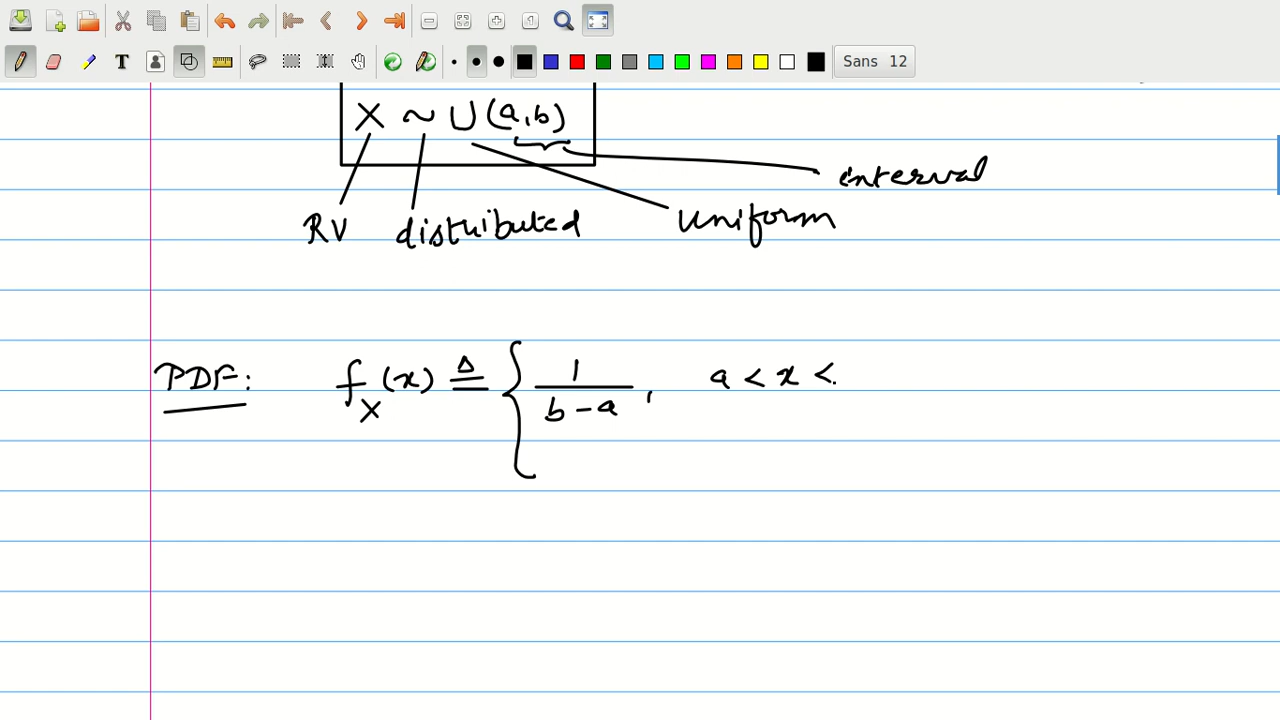 Sans 12
X ~ U (a,b)
interval
RV distributed uniform
PDF: f_X (x) ≜ { 1/(b-a) , a < x <